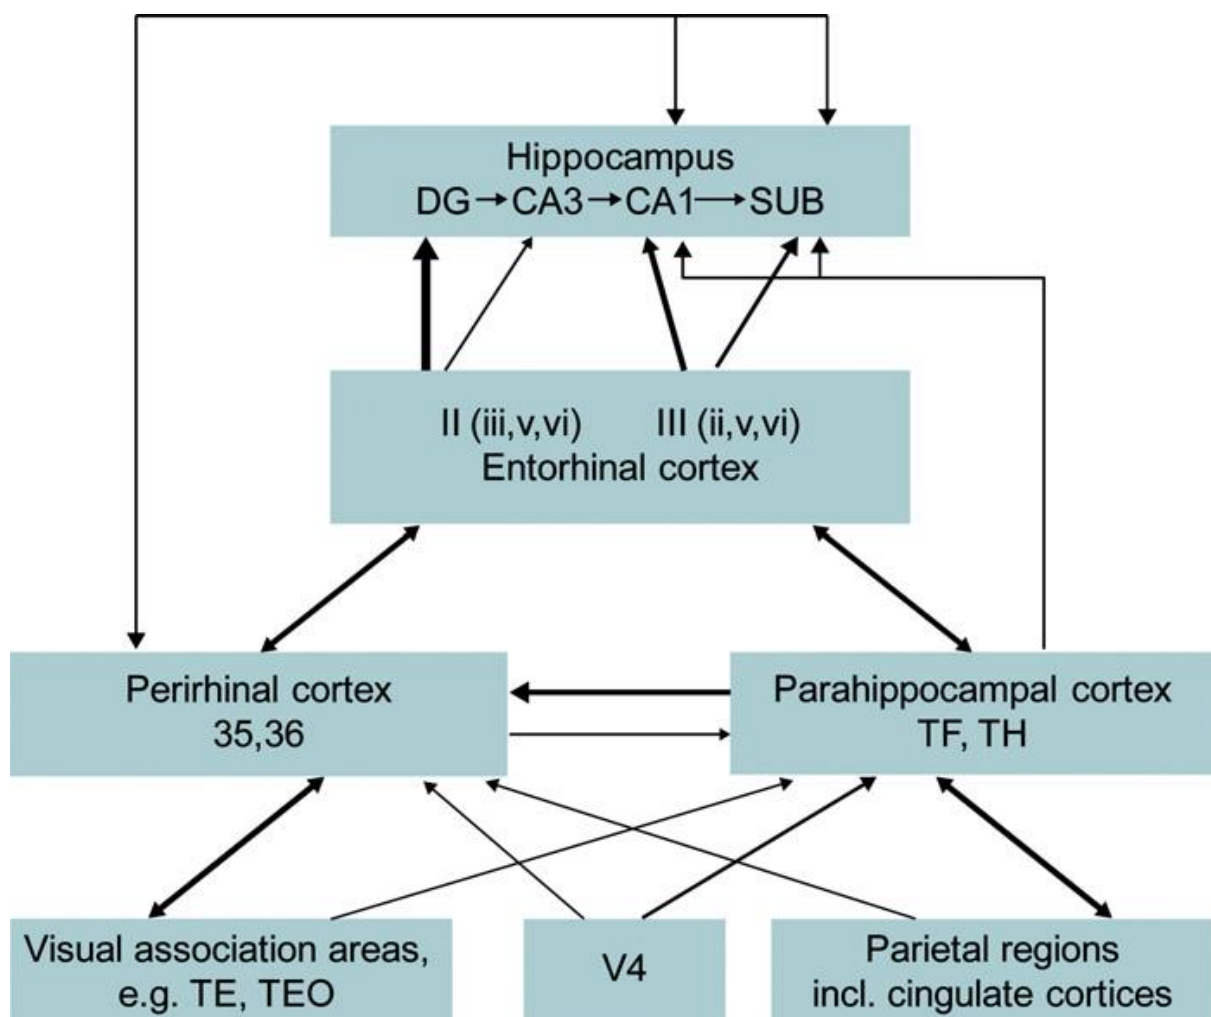 Hippocampus
DG→CA3→CA1→SUB
II (iii,v,vi) III (ii,v,vi)
Entorhinal cortex
Perirhinal cortex
35,36
Parahippocampal cortex
TF, TH
Visual association areas,
e.g. TE, TEO
V4
Parietal regions
incl. cingulate cortices